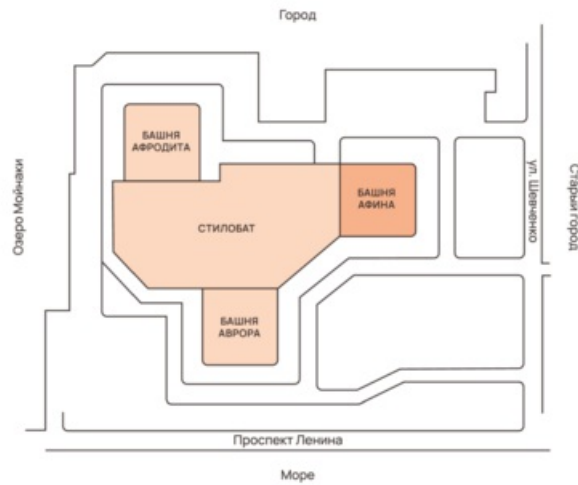 Город
БАШНЯ
АФРОДИТА
Озеро Мойнаки
СТИЛОБАТ
БАШНЯ
АФИНА
ул. Шевченко
Старый город
БАШНЯ
АВРОРА
Проспект Ленина
Море